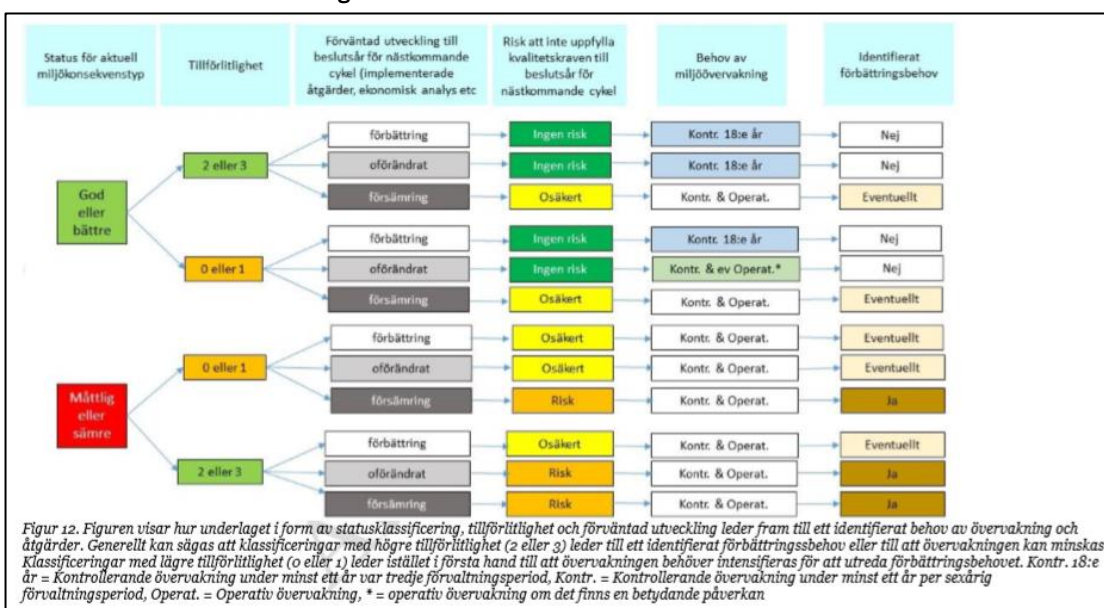 Status för aktuell miljökonsekvenstyp
Tillförlitlighet
Förväntad utveckling till beslutsår för nästkommande cykel (implementerade åtgärder, ekonomisk analys etc
Risk att inte uppfylla kvalitetskraven till beslutsår för nästkommande cykel
Behov av miljöövervakning
Identifierat förbättringsbehov
God eller bättre
2 eller 3
förbättring
Ingen risk
Kontr. 18:e år
Nej
oförändrat
Ingen risk
Kontr. 18:e år
Nej
försämring
Osäkert
Kontr. & Operat.
Eventuellt
0 eller 1
förbättring
Ingen risk
Kontr. 18:e år
Nej
oförändrat
Ingen risk
Kontr. & ev Operat.*
Nej
försämring
Osäkert
Kontr. & Operat.
Eventuellt
Måttlig eller sämre
0 eller 1
förbättring
Osäkert
Kontr. & Operat.
Eventuellt
oförändrat
Osäkert
Kontr. & Operat.
Eventuellt
försämring
Risk
Kontr. & Operat.
Ja
2 eller 3
förbättring
Osäkert
Kontr. & Operat.
Eventuellt
oförändrat
Risk
Kontr. & Operat.
Ja
försämring
Risk
Kontr. & Operat.
Ja
Figur 12. Figuren visar hur underlaget i form av statusklassificering, tillförlitlighet och förväntad utveckling leder fram till ett identifierat behov av övervakning och
åtgärder. Generellt kan sägas att klassificeringar med högre tillförlitlighet (2 eller 3) leder till ett identifierat förbättringsbehov eller till att övervakningen kan minskas
Klassificeringar med lägre tillförlitlighet (0 eller 1) leder istället i första hand till att övervakningen behöver intensifieras för att utreda förbättringsbehovet. Kontr. 18:e
år = Kontrollerande övervakning under minst ett år var tredje förvaltningsperiod, Kontr. = Kontrollerande övervakning under minst ett år per sexårig
förvaltningsperiod, Operat. = Operativ övervakning, * = operativ övervakning om det finns en betydande påverkan